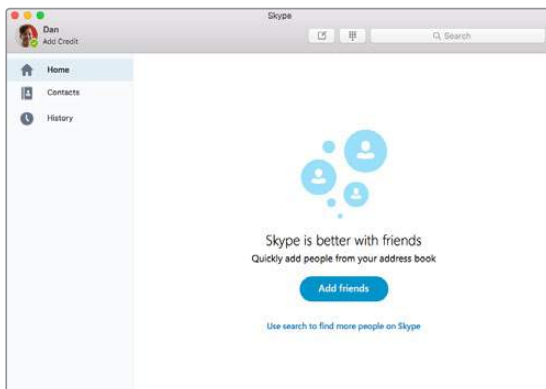 Skype
Dan
Add Credit
Search
Home
Contacts
History
Skype is better with friends
Quickly add people from your address book
Add friends
Use search to find more people on Skype